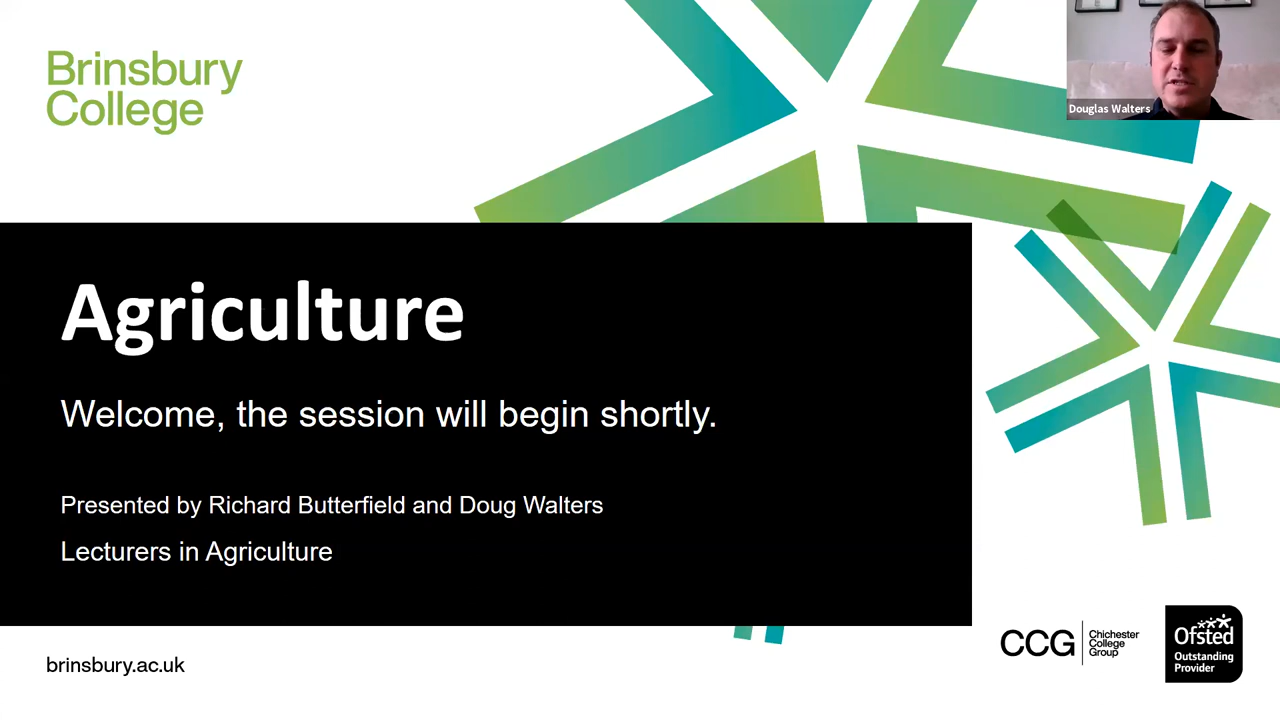 Brinsbury
College
Douglas Walters
Agriculture
Welcome, the session will begin shortly.
Presented by Richard Butterfield and Doug Walters
Lecturers in Agriculture
brinsbury.ac.uk
CCG
Chichester
College
Group
Ofsted
Outstanding
Provider